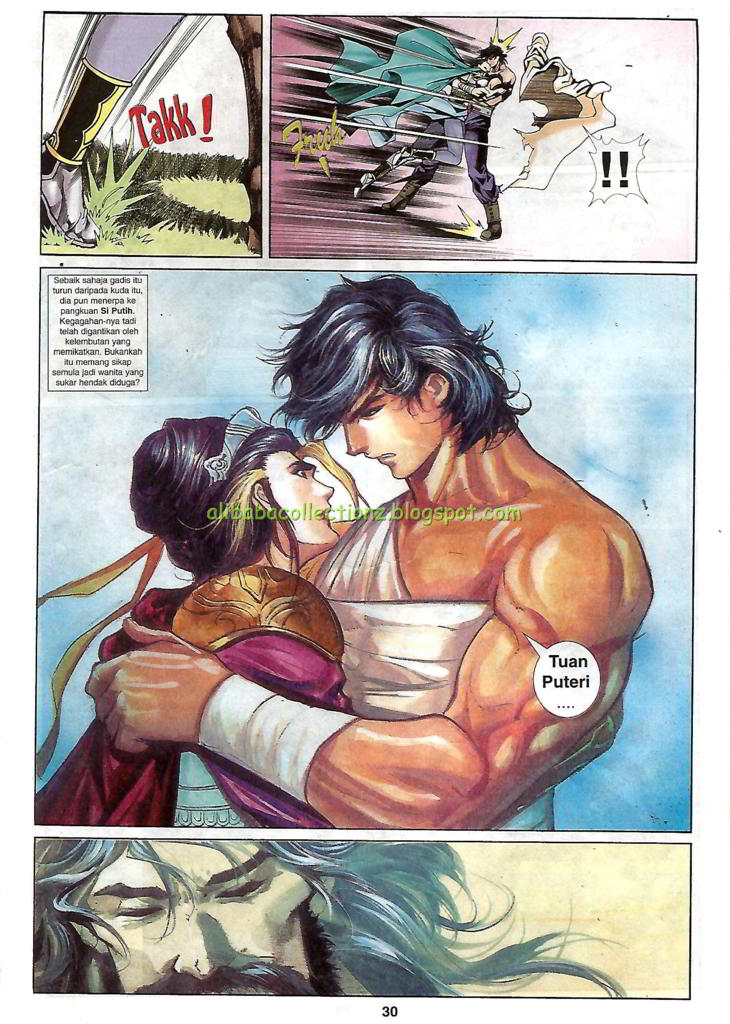 Takk!
Fresh
!!
Sebaik sahaja gadis itu
turun daripada kuda itu,
dia pun menerpa ke
pangkuan Si Putih.
Kegagahan-nya tadi
telah digantikan oleh
kelembutan yang
memikatkan. Bukankah
itu memang sikap
semula jadi wanita yang
sukar hendak diduga?
alibabacollectionz.blogspot.com
Tuan
Puteri
....
30